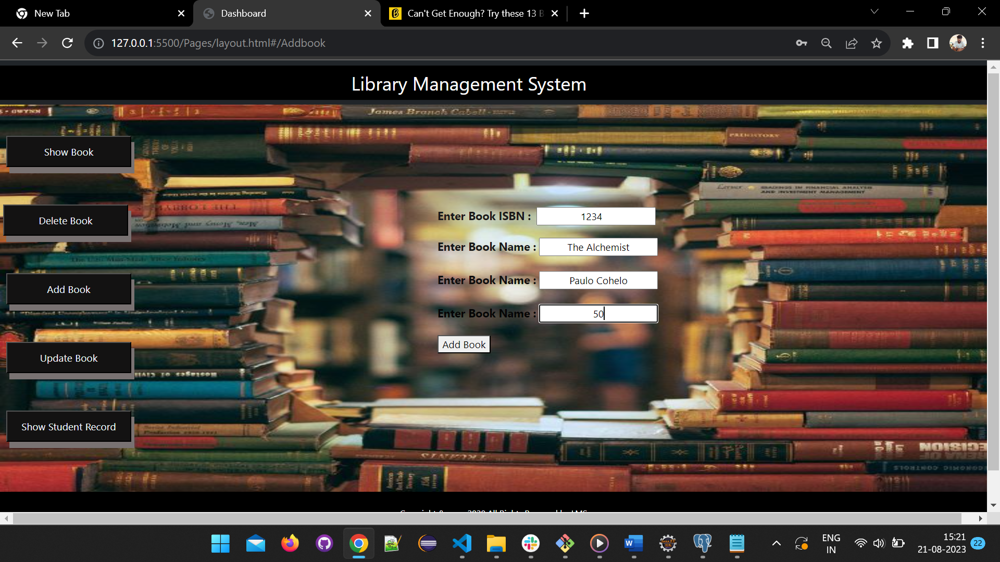 New Tab
Dashboard
Can't Get Enough? Try these 13 B
127.0.0.1:5500/Pages/layout.html#/Addbook
Library Management System
James Branch Cabell
PREHISTORY
Show Book
THE LOBBY
Delete Book
Enter Book ISBN : 1234
Enter Book Name : The Alchemist
Enter Book Name : Paulo Cohelo
Add Book
Enter Book Name : 50
Add Book
Update Book
Show Student Record
ENG
IN
15:21
21-08-2023
22